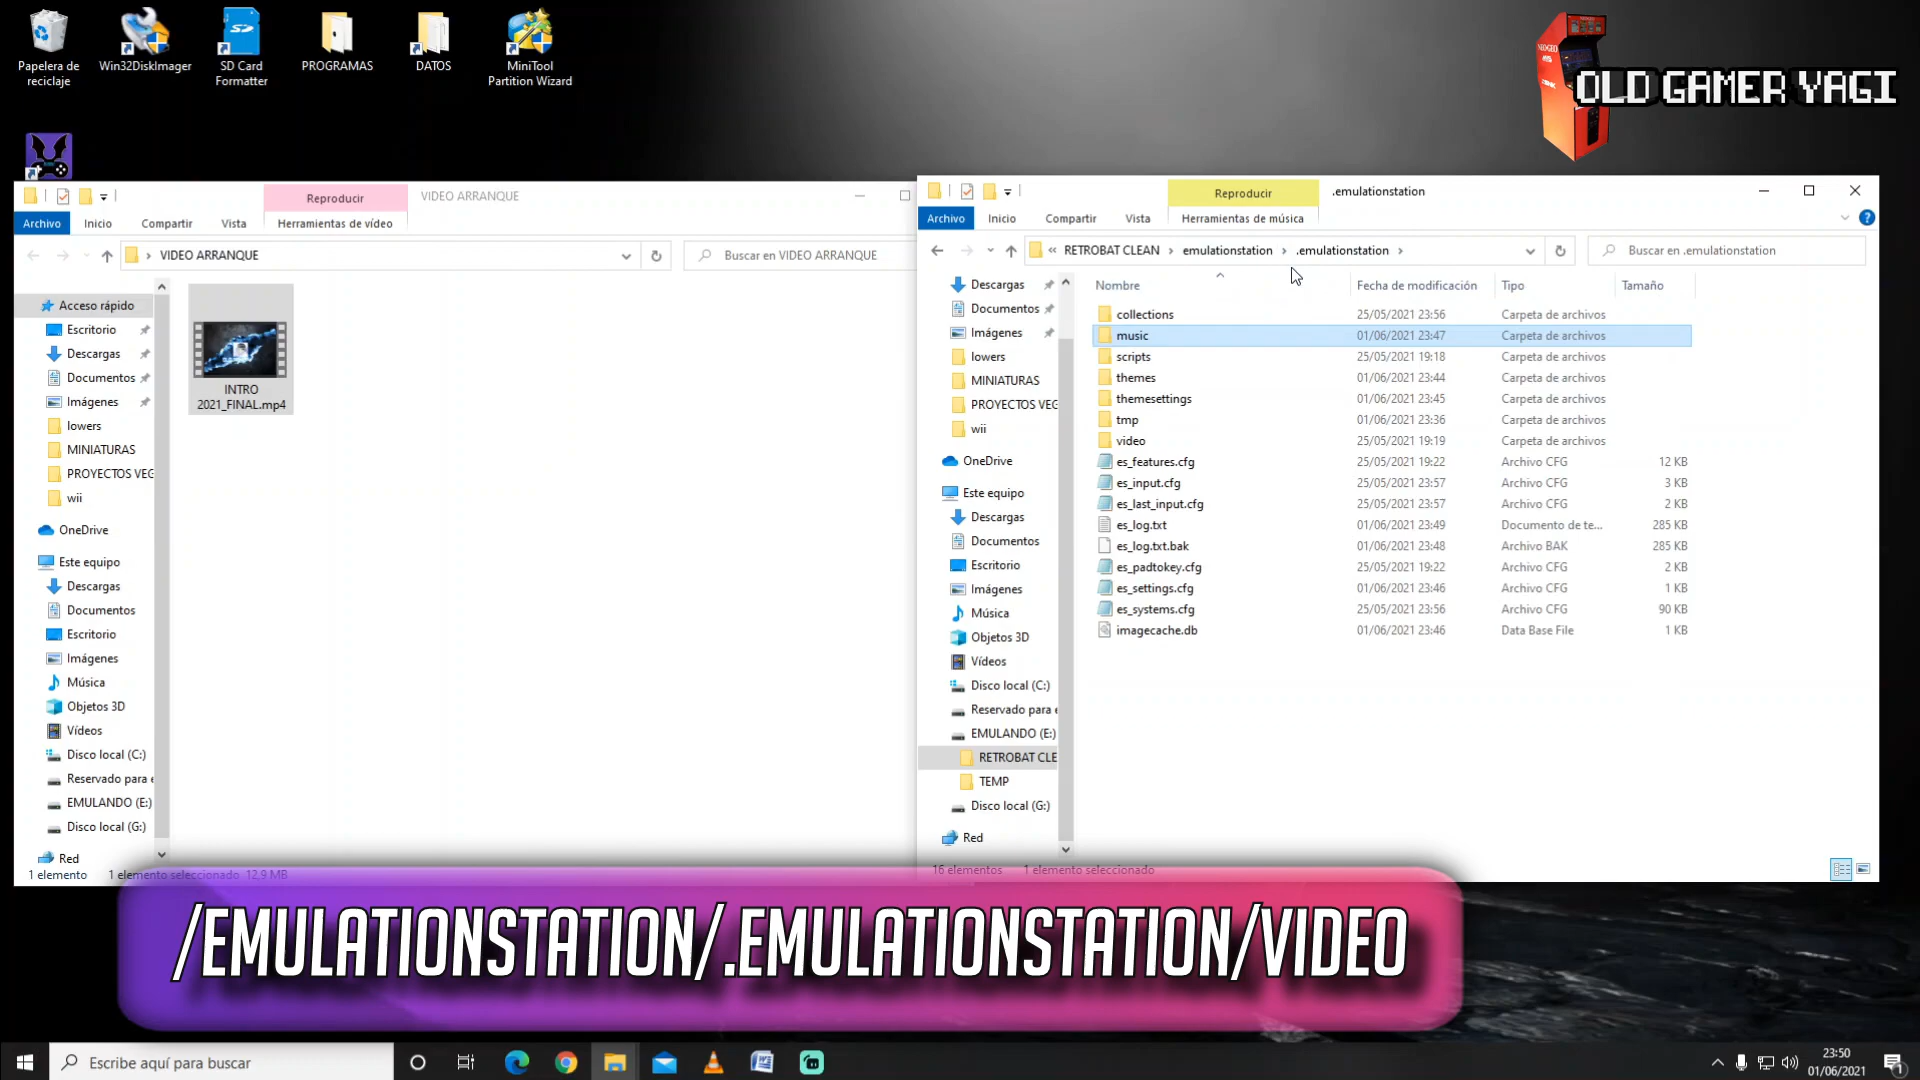 Papelera de
reciclaje
Win32DiskImager
SD Card
Formatter
PROGRAMAS
DATOS
MiniTool
Partition Wizard
OLD GAMER YAGI
Reproducir
VIDEO ARRANQUE
Archivo
Inicio
Compartir
Vista
Herramientas de vídeo
VIDEO ARRANQUE
Buscar en VIDEO ARRANQUE
Acceso rápido
Escritorio
Descargas
Documentos
Imágenes
lowers
MINIATURAS
PROYECTOS VEG
wii
OneDrive
Este equipo
Descargas
Documentos
Escritorio
Imágenes
Música
Objetos 3D
Vídeos
Disco local (C:)
Reservado para e
EMULANDO (E:)
Disco local (G:)
Red
INTRO
2021_FINAL.mp4
1 elemento
1 elemento seleccionado 12,9 MB
Reproducir
.emulationstation
Archivo
Inicio
Compartir
Vista
Herramientas de música
« RETROBAT CLEAN › emulationstation › .emulationstation ›
Buscar en .emulationstation
Descargas
Documentos
Imágenes
lowers
MINIATURAS
PROYECTOS VEG
wii
OneDrive
Este equipo
Descargas
Documentos
Escritorio
Imágenes
Música
Objetos 3D
Vídeos
Disco local (C:)
Reservado para e
EMULANDO (E:)
RETROBAT CLE
TEMP
Disco local (G:)
Red
Nombre Fecha de modificación Tipo Tamaño
collections 25/05/2021 23:56 Carpeta de archivos
music 01/06/2021 23:47 Carpeta de archivos
scripts 25/05/2021 19:18 Carpeta de archivos
themes 01/06/2021 23:44 Carpeta de archivos
themesettings 01/06/2021 23:45 Carpeta de archivos
tmp 01/06/2021 23:36 Carpeta de archivos
video 25/05/2021 19:19 Carpeta de archivos
es_features.cfg 25/05/2021 19:22 Archivo CFG 12 KB
es_input.cfg 25/05/2021 23:57 Archivo CFG 3 KB
es_last_input.cfg 25/05/2021 23:57 Archivo CFG 2 KB
es_log.txt 01/06/2021 23:49 Documento de te... 285 KB
es_log.txt.bak 01/06/2021 23:48 Archivo BAK 285 KB
es_padtokey.cfg 25/05/2021 19:22 Archivo CFG 2 KB
es_settings.cfg 01/06/2021 23:46 Archivo CFG 1 KB
es_systems.cfg 25/05/2021 23:56 Archivo CFG 90 KB
imagecache.db 01/06/2021 23:46 Data Base File 1 KB
16 elementos
1 elemento seleccionado
/EMULATIONSTATION/.EMULATIONSTATION/VIDEO
Escribe aquí para buscar
23:50
01/06/2021